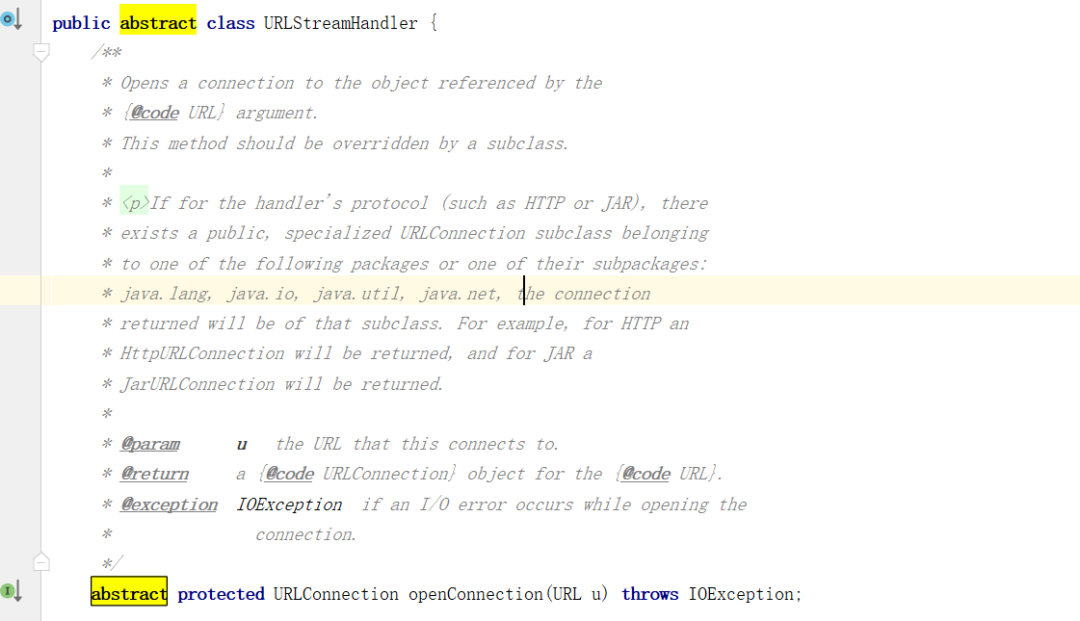 public abstract class URLStreamHandler {
/**
* Opens a connection to the object referenced by the
* {@code URL} argument.
* This method should be overridden by a subclass.
*
* <p>If for the handler's protocol (such as HTTP or JAR), there
* exists a public, specialized URLConnection subclass belonging
* to one of the following packages or one of their subpackages:
* java.lang, java.io, java.util, java.net, the connection
* returned will be of that subclass. For example, for HTTP an
* HttpURLConnection will be returned, and for JAR a
* JarURLConnection will be returned.
*
* @param u the URL that this connects to.
* @return a {@code URLConnection} object for the {@code URL}.
* @exception IOException if an I/O error occurs while opening the
* connection.
*/
abstract protected URLConnection openConnection(URL u) throws IOException;